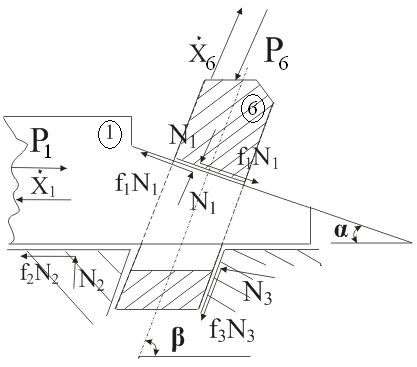 Ẋ₆
P₆
①
⑥
P₁
Ẋ₁
N₁
f₁N₁
f₁N₁
N₁
α
f₂N₂
N₂
N₃
f₃N₃
β